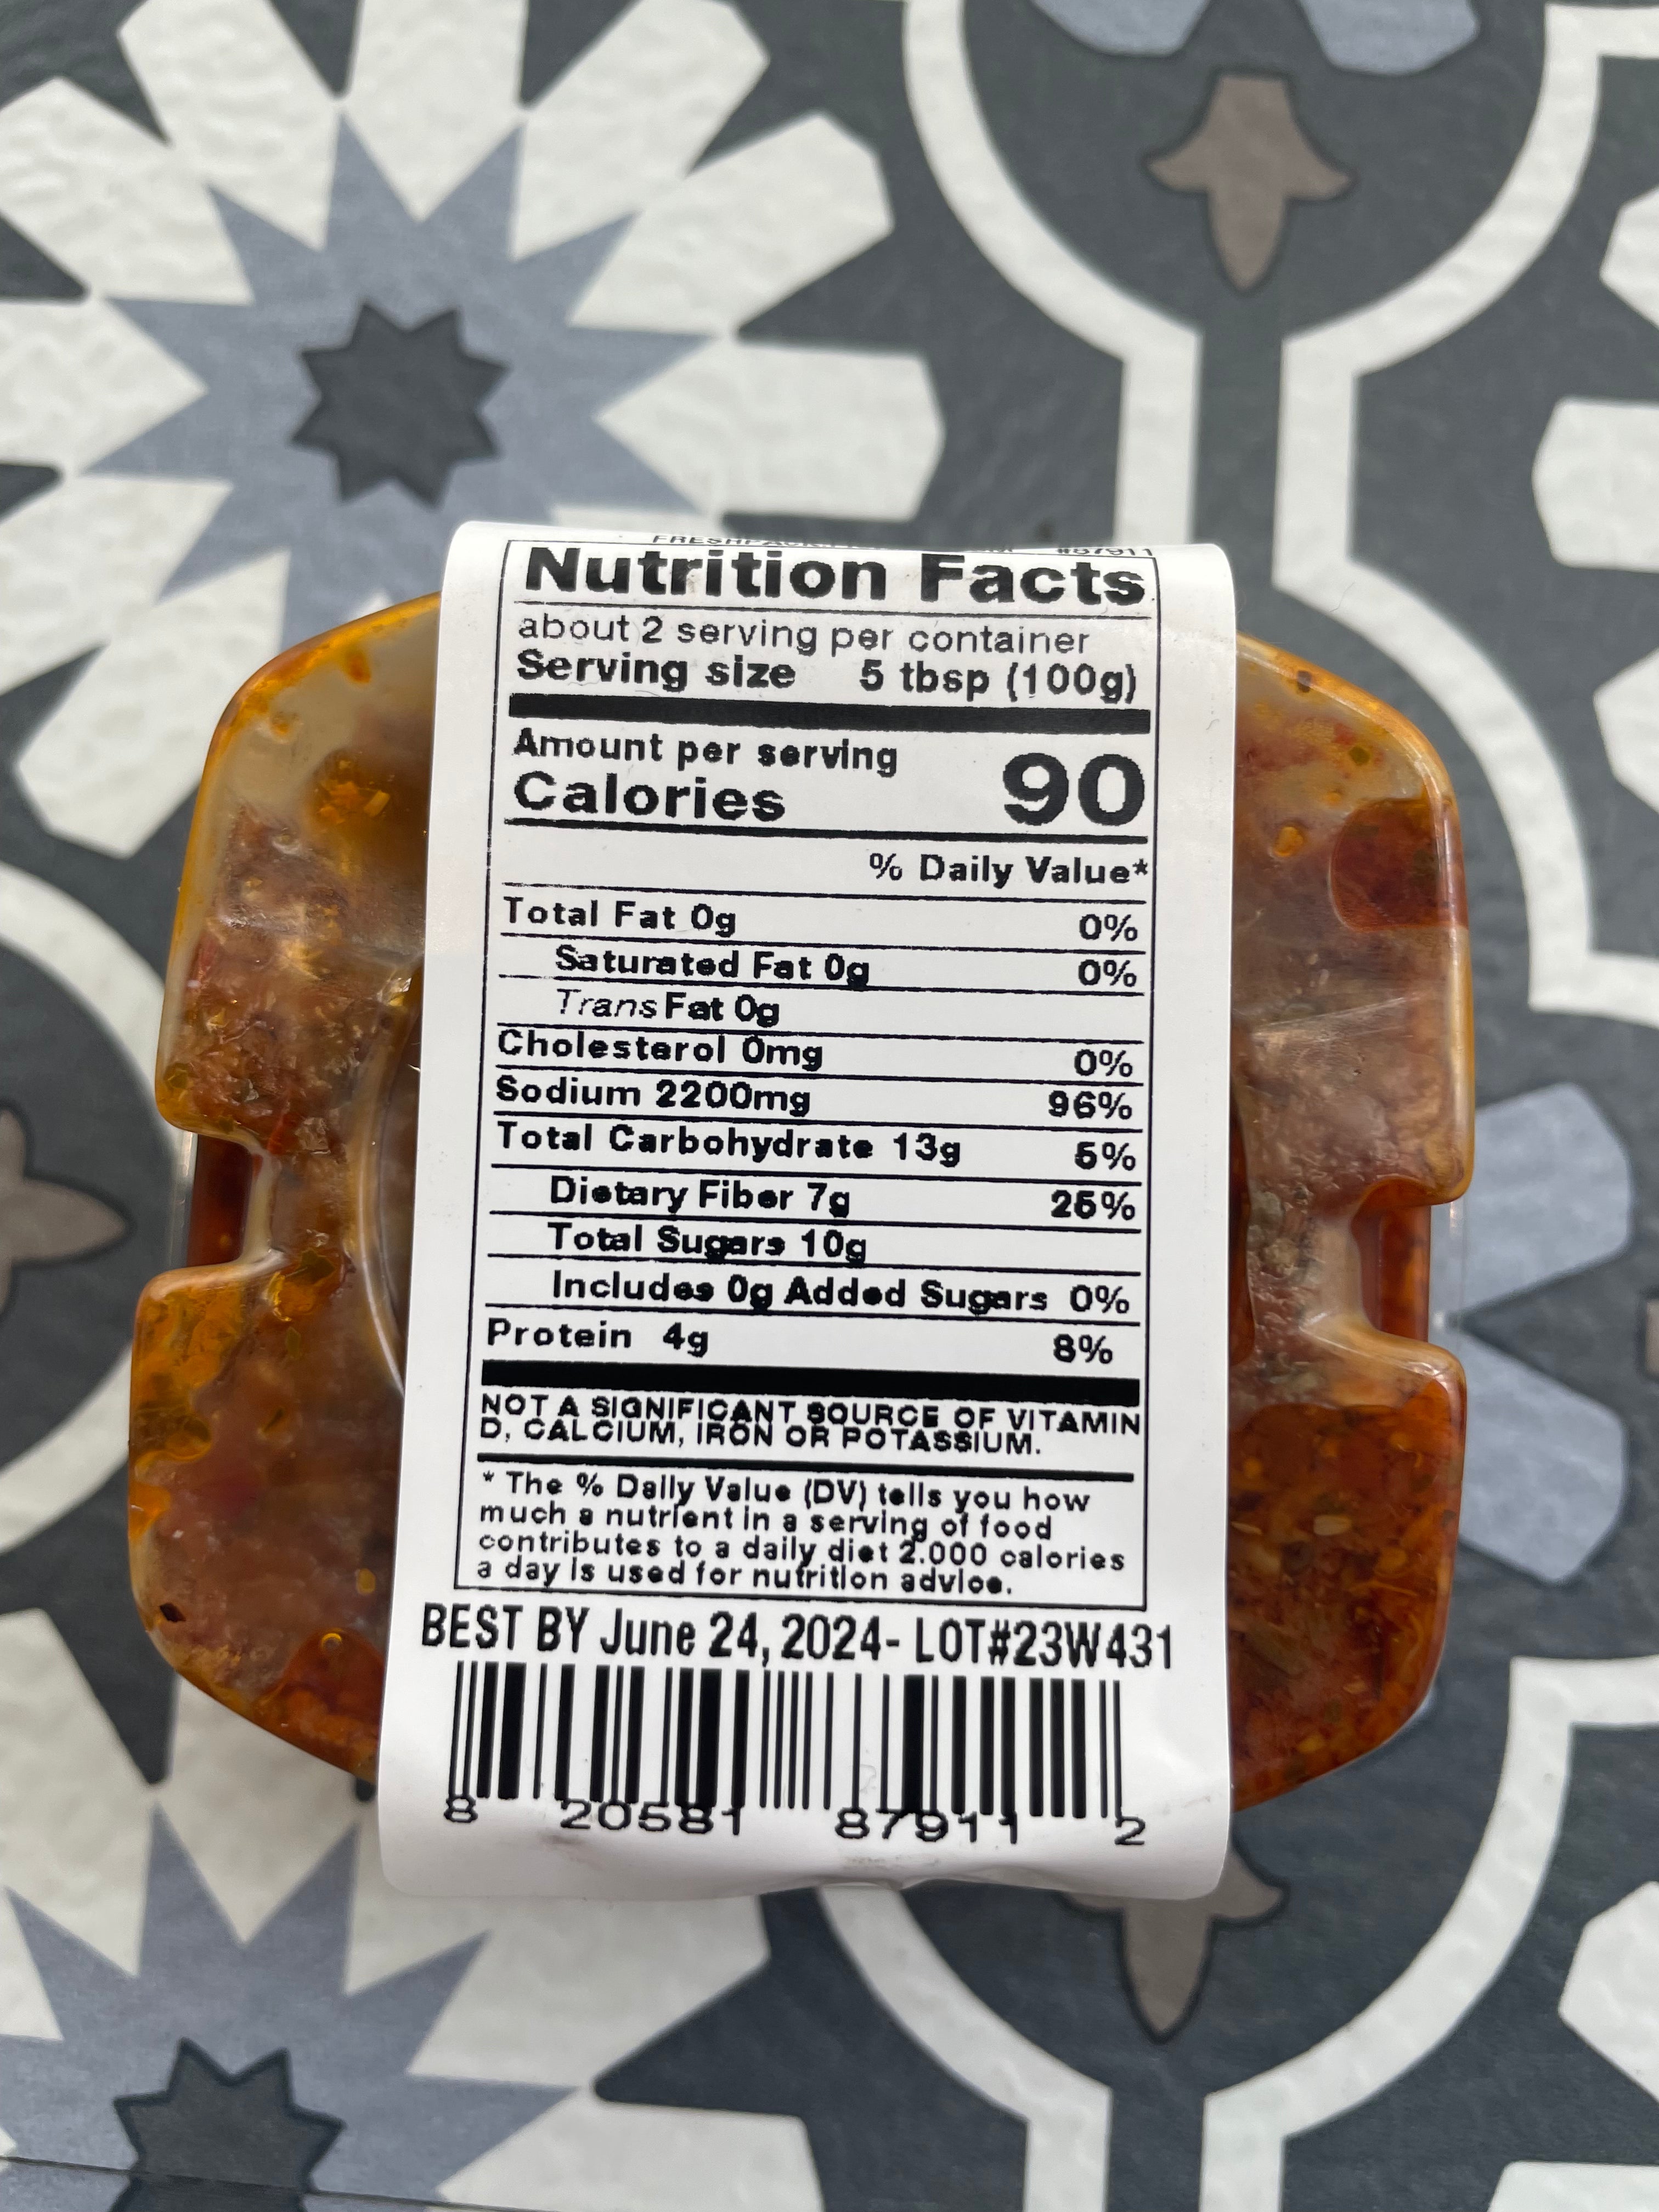 #87911
Nutrition Facts
about 2 serving per container
Serving size 5 tbsp (100g)
Amount per serving
Calories 90
% Daily Value*
Total Fat 0g 0%
Saturated Fat 0g 0%
Trans Fat 0g
Cholesterol 0mg 0%
Sodium 2200mg 96%
Total Carbohydrate 13g 5%
Dietary Fiber 7g 25%
Total Sugars 10g
Includes 0g Added Sugars 0%
Protein 4g 8%
NOT A SIGNIFICANT SOURCE OF VITAMIN
D, CALCIUM, IRON OR POTASSIUM.
* The % Daily Value (DV) tells you how
much a nutrient in a serving of food
contributes to a daily diet 2.000 calories
a day is used for nutrition advice.
BEST BY June 24, 2024- LOT#23W431
8 20581 87911 2